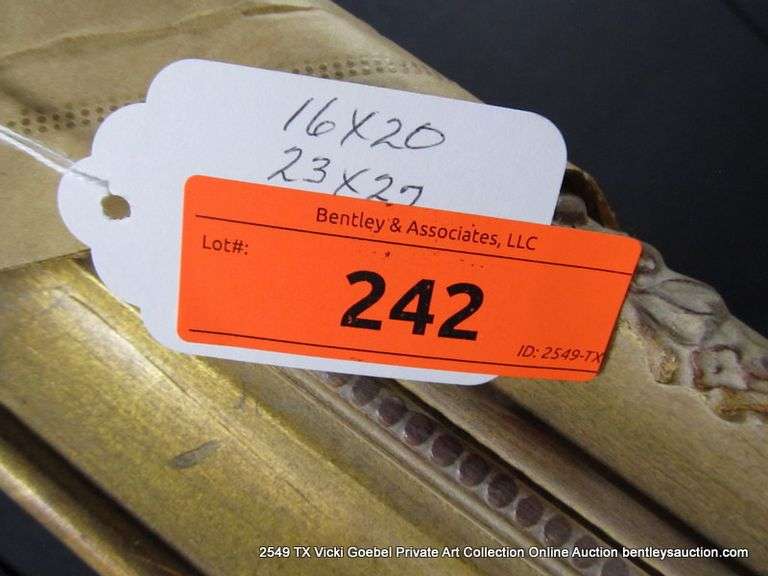 16X20
23X27
Bentley & Associates, LLC
Lot#:
242
ID: 2549-TX
2549 TX Vicki Goebel Private Art Collection Online Auction bentleysauction.com